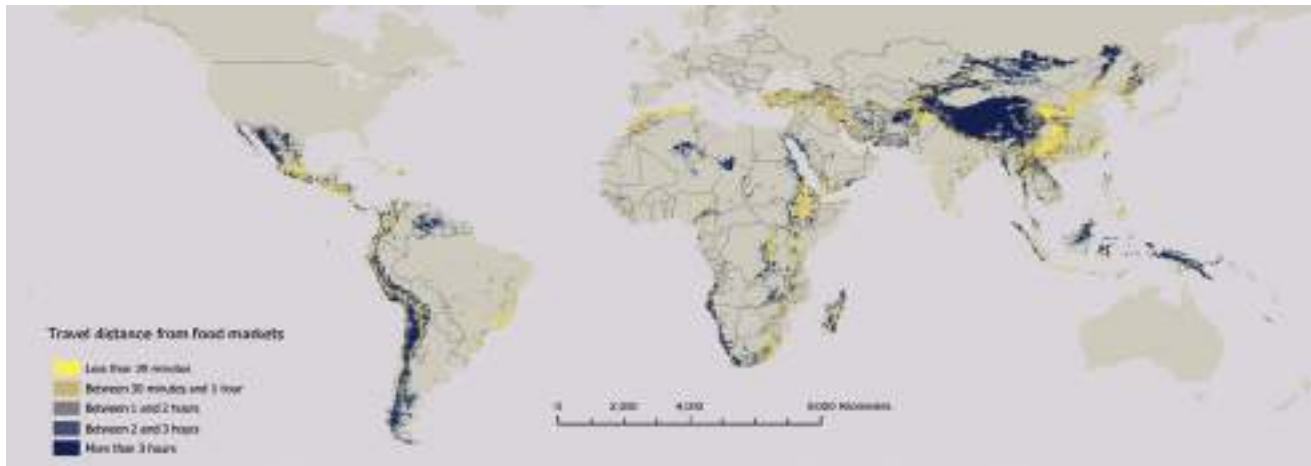 Travel distance from food markets
Less than 30 minutes
Between 30 minutes and 1 hour
Between 1 and 2 hours
Between 2 and 3 hours
More than 3 hours
0 2 000 4 000 8 000 Kilometers